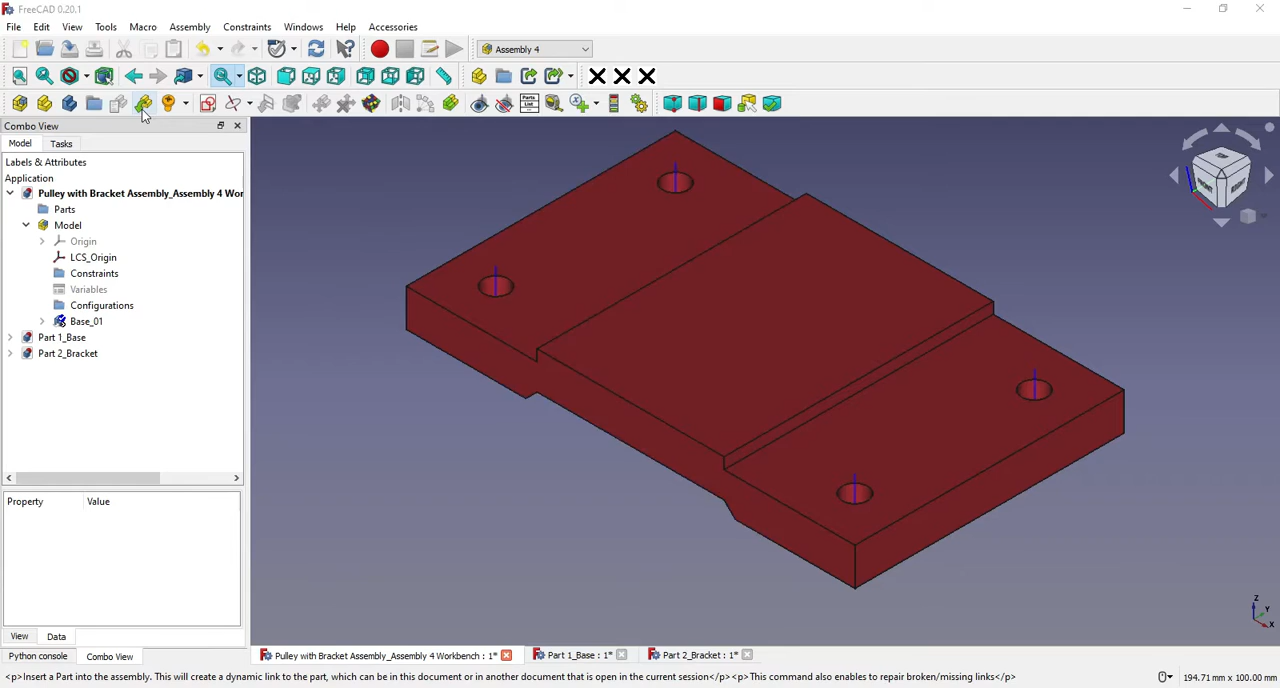 FreeCAD 0.20.1
File Edit View Tools Macro Assembly Constraints Windows Help Accessories
Assembly 4
Combo View
Model Tasks
Labels & Attributes
Application
Pulley with Bracket Assembly_Assembly 4 Wor
Parts
Model
Origin
LCS_Origin
Constraints
Variables
Configurations
Base_01
Part 1_Base
Part 2_Bracket
Property Value
View Data
Python console Combo View
Pulley with Bracket Assembly_Assembly 4 Workbench : 1*
Part 1_Base : 1*
Part 2_Bracket : 1*
<p>Insert a Part into the assembly. This will create a dynamic link to the part, which can be in this document or in another document that is open in the current session</p><p>This command also enables to repair broken/missing links</p>
194.71 mm x 100.00 mm
FRONT
RIGHT
Z
Y
X